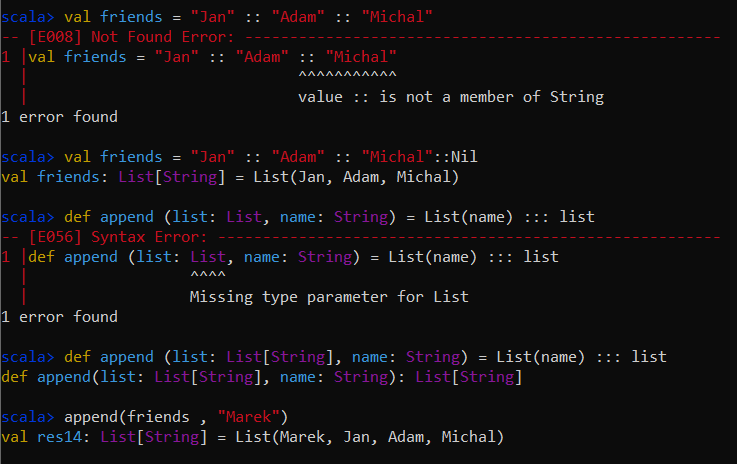 scala> val friends = "Jan" :: "Adam" :: "Michal"
-- [E008] Not Found Error: -----------------------------------------------------
1 |val friends = "Jan" :: "Adam" :: "Michal"
  |                              ^^^^^^^^^^^
  |                              value :: is not a member of String
1 error found
scala> val friends = "Jan" :: "Adam" :: "Michal"::Nil
val friends: List[String] = List(Jan, Adam, Michal)
scala> def append (list: List, name: String) = List(name) ::: list
-- [E056] Syntax Error: --------------------------------------------------------
1 |def append (list: List, name: String) = List(name) ::: list
  |                  ^^^^
  |                  Missing type parameter for List
1 error found
scala> def append (list: List[String], name: String) = List(name) ::: list
def append(list: List[String], name: String): List[String]
scala> append(friends , "Marek")
val res14: List[String] = List(Marek, Jan, Adam, Michal)